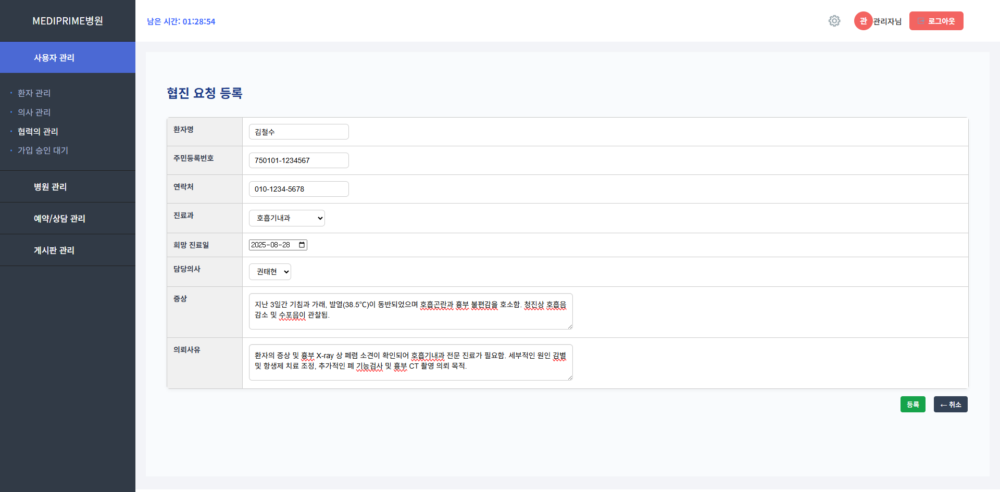 MEDIPRIME병원
남은 시간: 01:28:54
관
관리자님
로그아웃
사용자 관리
환자 관리
의사 관리
협력의 관리
가입 승인 대기
병원 관리
예약/상담 관리
게시판 관리
협진 요청 등록
환자명
김철수
주민등록번호
750101-1234567
연락처
010-1234-5678
진료과
호흡기내과
희망 진료일
2025-08-28
담당의사
권태현
증상
지난 3일간 기침과 가래, 발열(38.5℃)이 동반되었으며 호흡곤란과 흉부 불편감을 호소함. 청진상 호흡음
감소 및 수포음이 관찰됨.
의뢰사유
환자의 증상 및 흉부 X-ray 상 폐렴 소견이 확인되어 호흡기내과 전문 진료가 필요함. 세부적인 원인 감별
및 항생제 치료 조정, 추가적인 폐 기능검사 및 흉부 CT 촬영 의뢰 목적.
등록
← 취소